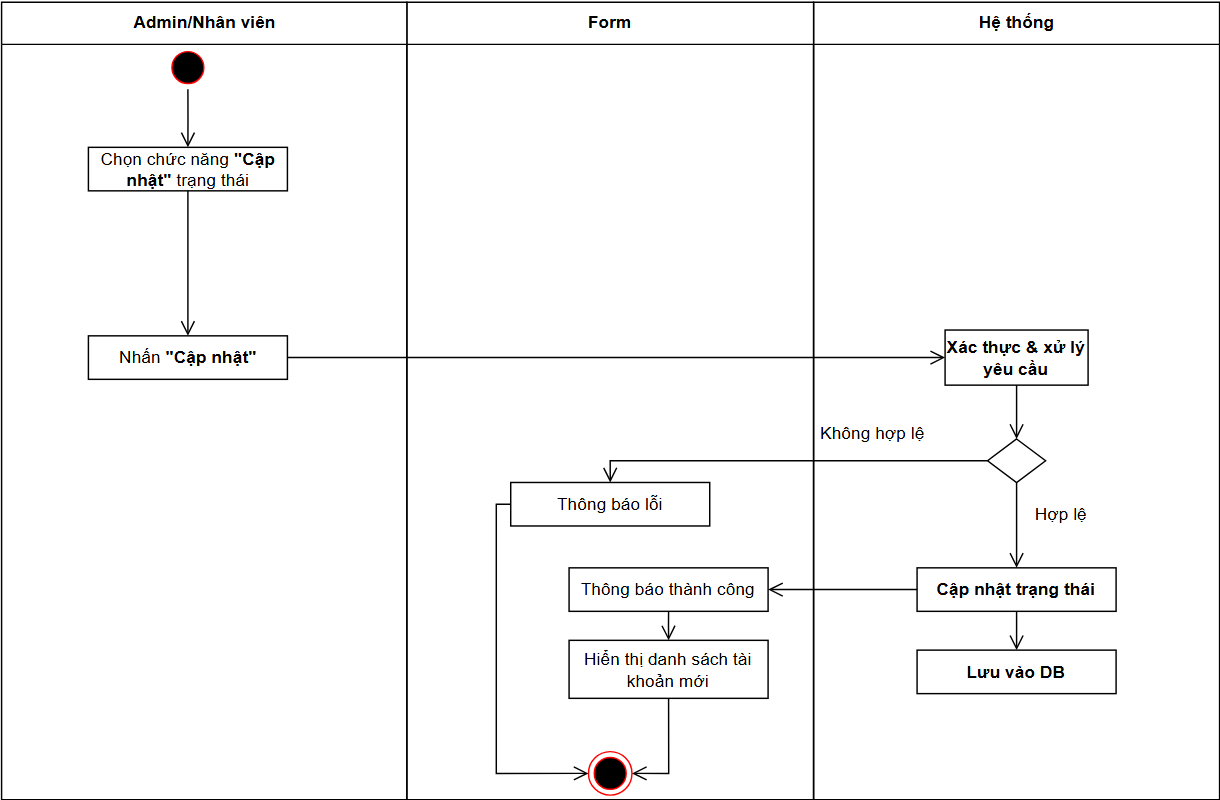 Admin/Nhân viên
Form
Hệ thống
Chọn chức năng "Cập
nhật" trạng thái
Nhấn "Cập nhật"
Xác thực & xử lý
yêu cầu
Không hợp lệ
Thông báo lỗi
Hợp lệ
Thông báo thành công
Cập nhật trạng thái
Hiển thị danh sách tài
khoản mới
Lưu vào DB